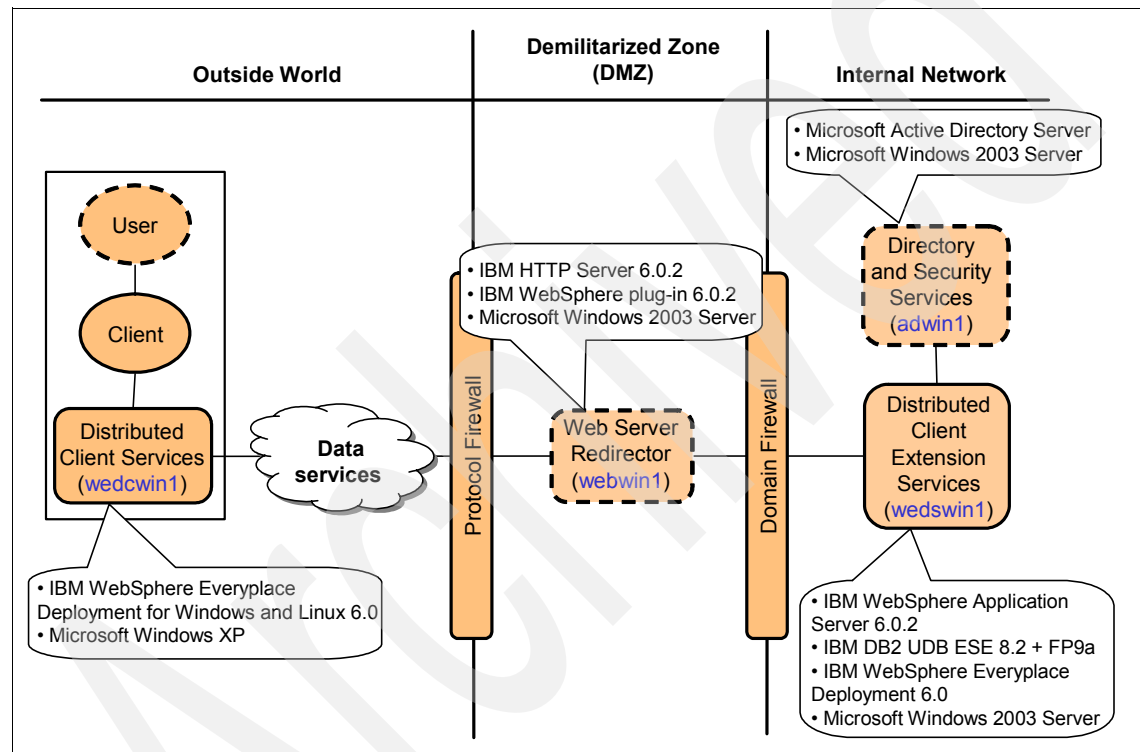 Outside World
Demilitarized Zone
(DMZ)
Internal Network
• Microsoft Active Directory Server
• Microsoft Windows 2003 Server
User
Client
Distributed
Client Services
(wedcwin1)
Data
services
• IBM WebSphere Everyplace
Deployment for Windows and Linux 6.0
• Microsoft Windows XP
Protocol Firewall
• IBM HTTP Server 6.0.2
• IBM WebSphere plug-in 6.0.2
• Microsoft Windows 2003 Server
Web Server
Redirector
(webwin1)
Domain Firewall
Directory
and Security
Services
(adwin1)
Distributed
Client
Extension
Services
(wedswin1)
• IBM WebSphere Application
Server 6.0.2
• IBM DB2 UDB ESE 8.2 + FP9a
• IBM WebSphere Everyplace
Deployment 6.0
• Microsoft Windows 2003 Server
Archived